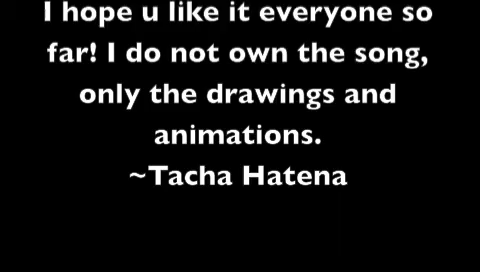 I hope u like it everyone so
far! I do not own the song,
only the drawings and
animations.
~Tacha Hatena